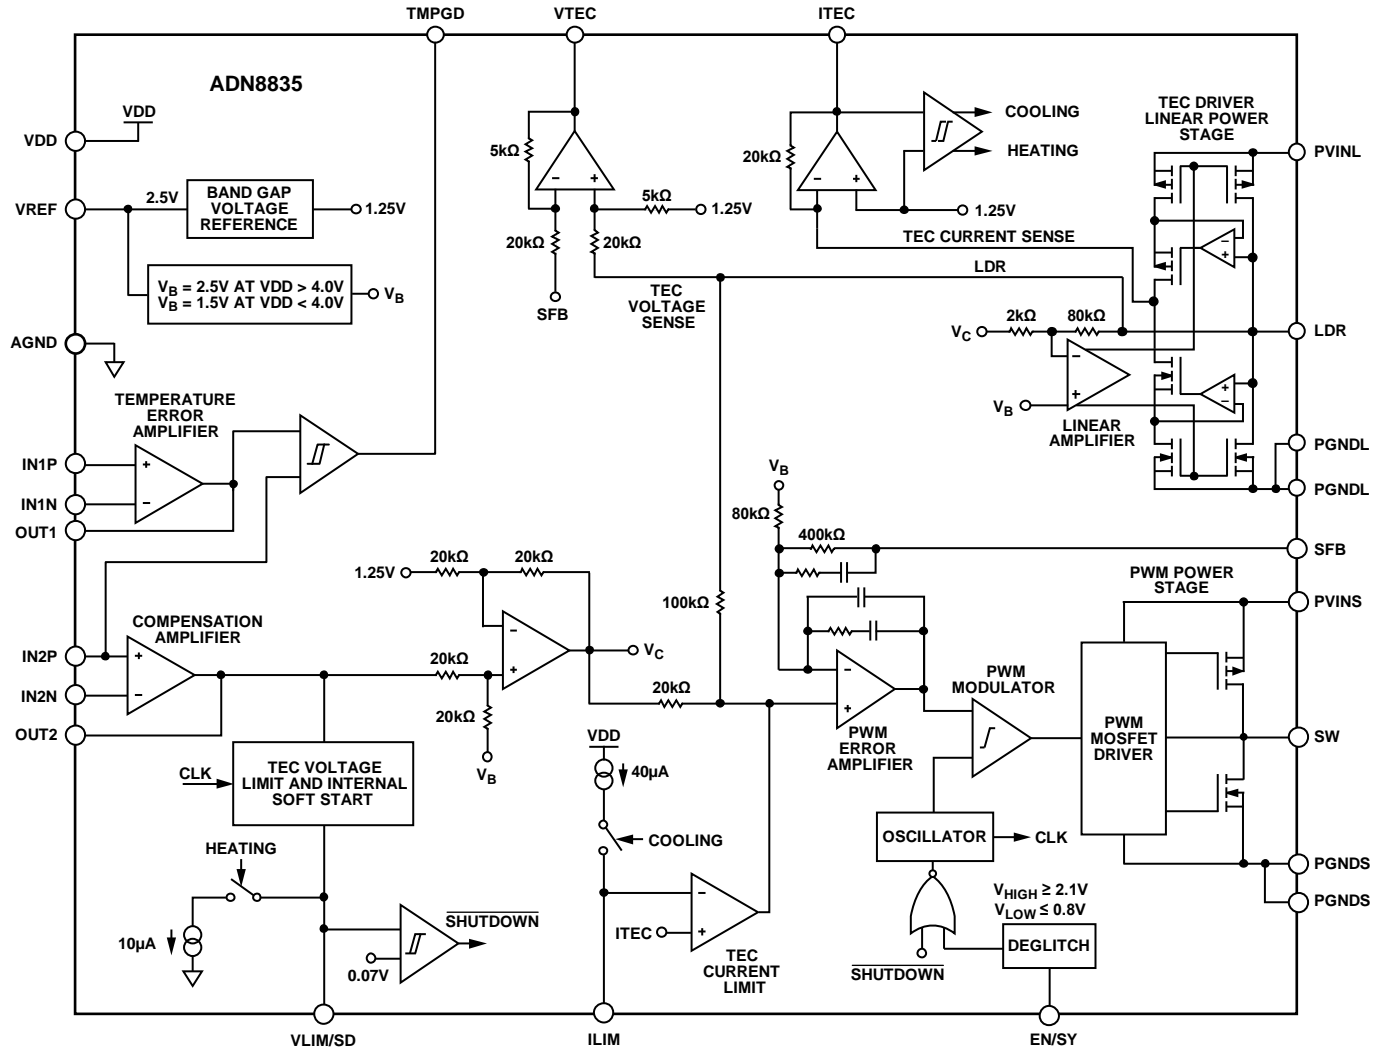 TMPGD
VTEC
ITEC
ADN8835
VDD
VDD
VREF
2.5V
BAND GAP
VOLTAGE
REFERENCE
1.25V
VB = 2.5V AT VDD > 4.0V
VB = 1.5V AT VDD < 4.0V
VB
AGND
5kΩ
5kΩ
1.25V
20kΩ
20kΩ
SFB
TEC
VOLTAGE
SENSE
20kΩ
COOLING
HEATING
1.25V
TEC CURRENT SENSE
LDR
TEC DRIVER
LINEAR POWER
STAGE
PVINL
VC
2kΩ
80kΩ
VB
LINEAR
AMPLIFIER
LDR
PGNDL
PGNDL
TEMPERATURE
ERROR
AMPLIFIER
IN1P
IN1N
OUT1
VB
80kΩ
400kΩ
SFB
1.25V
20kΩ
20kΩ
100kΩ
COMPENSATION
AMPLIFIER
IN2P
IN2N
OUT2
20kΩ
20kΩ
VB
VC
20kΩ
PWM
ERROR
AMPLIFIER
PWM
MODULATOR
PWM POWER
STAGE
PVINS
PWM
MOSFET
DRIVER
SW
CLK
TEC VOLTAGE
LIMIT AND INTERNAL
SOFT START
VDD
40µA
COOLING
OSCILLATOR
CLK
HEATING
10µA
SHUTDOWN
0.07V
ITEC
TEC
CURRENT
LIMIT
VHIGH ≥ 2.1V
VLOW ≤ 0.8V
DEGLITCH
SHUTDOWN
PGNDS
PGNDS
VLIM/SD
ILIM
EN/SY